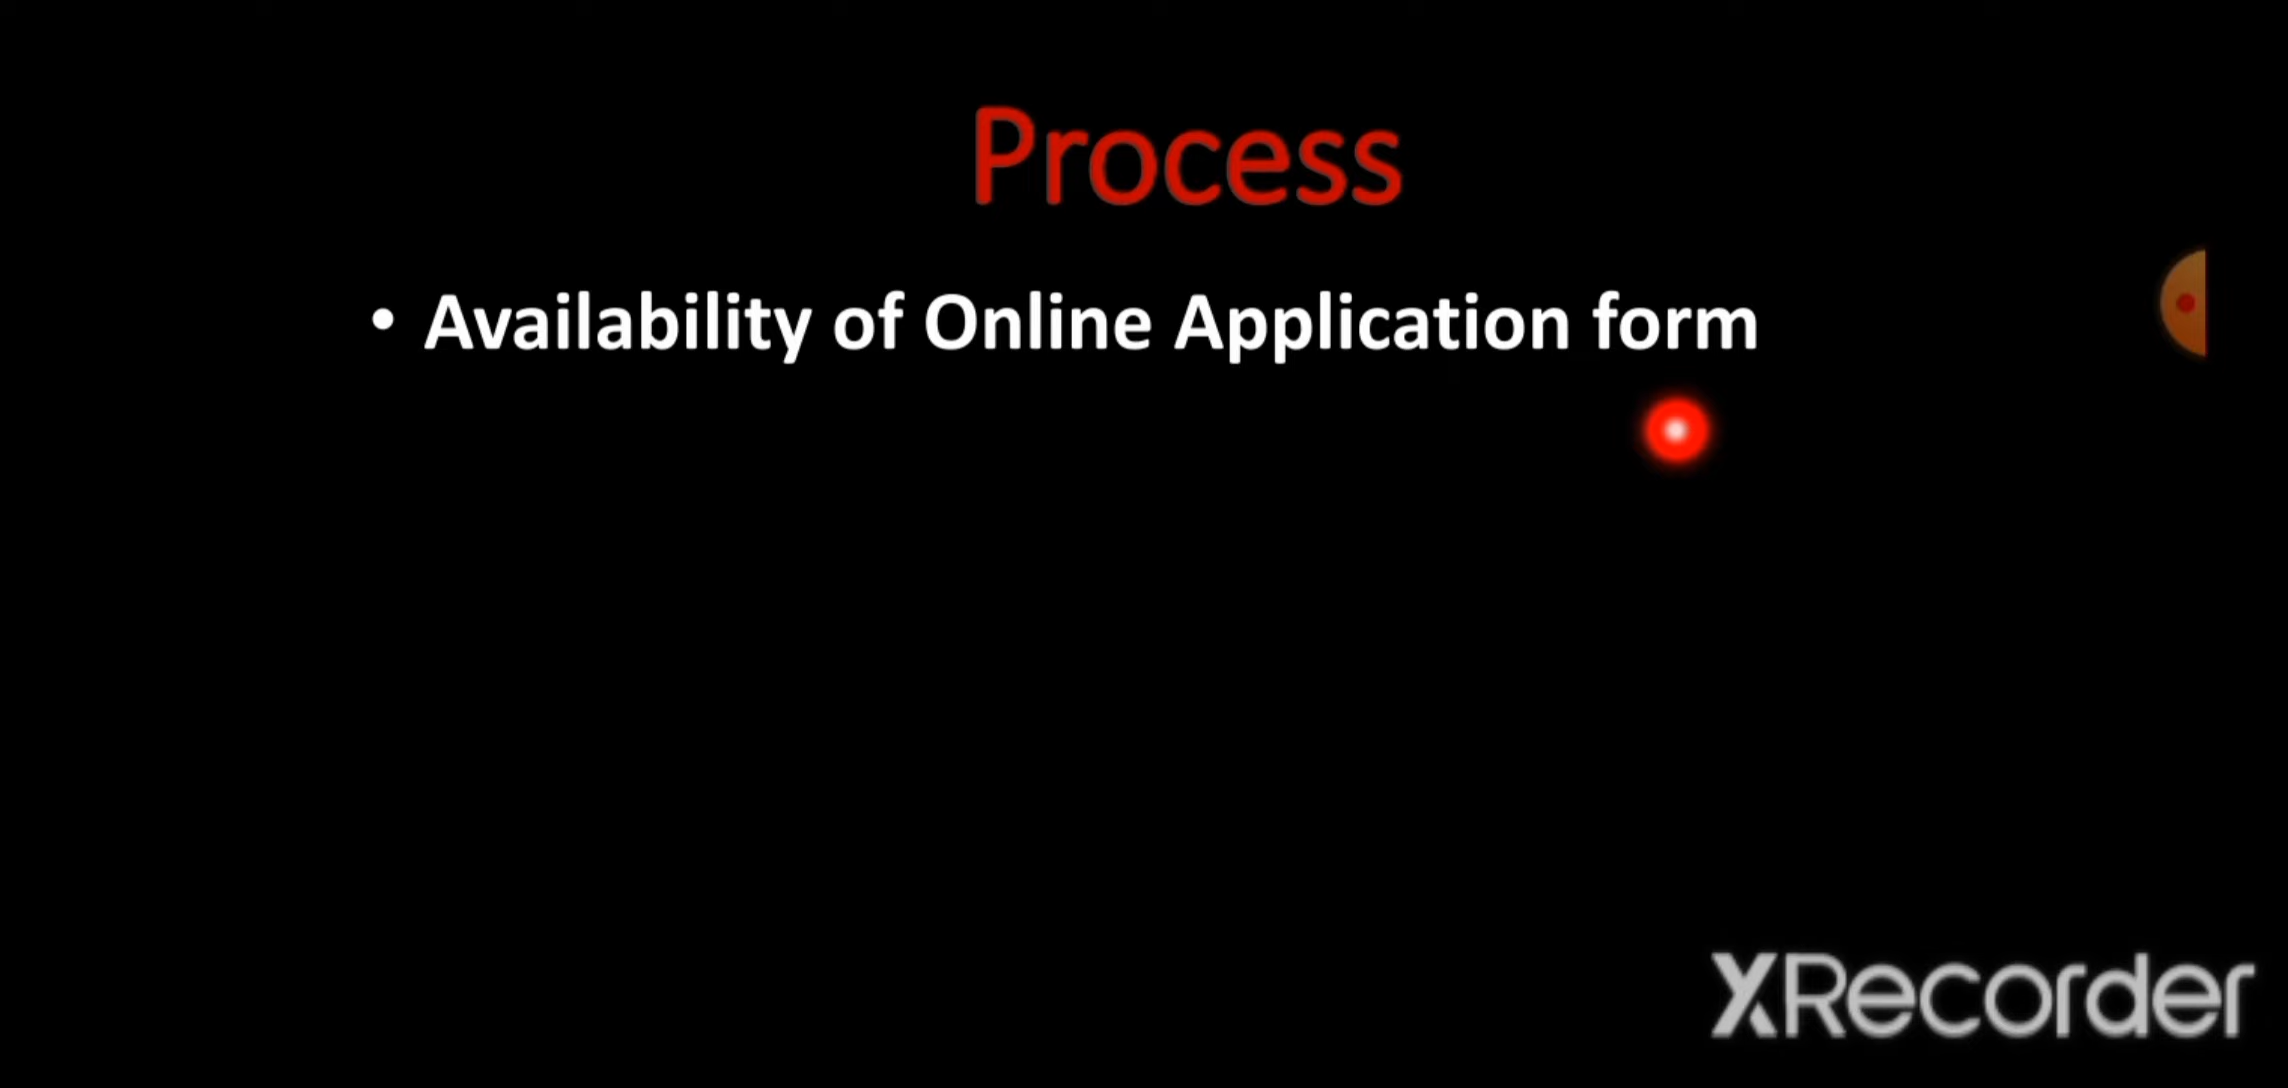 Process
• Availability of Online Application form
XRecorder